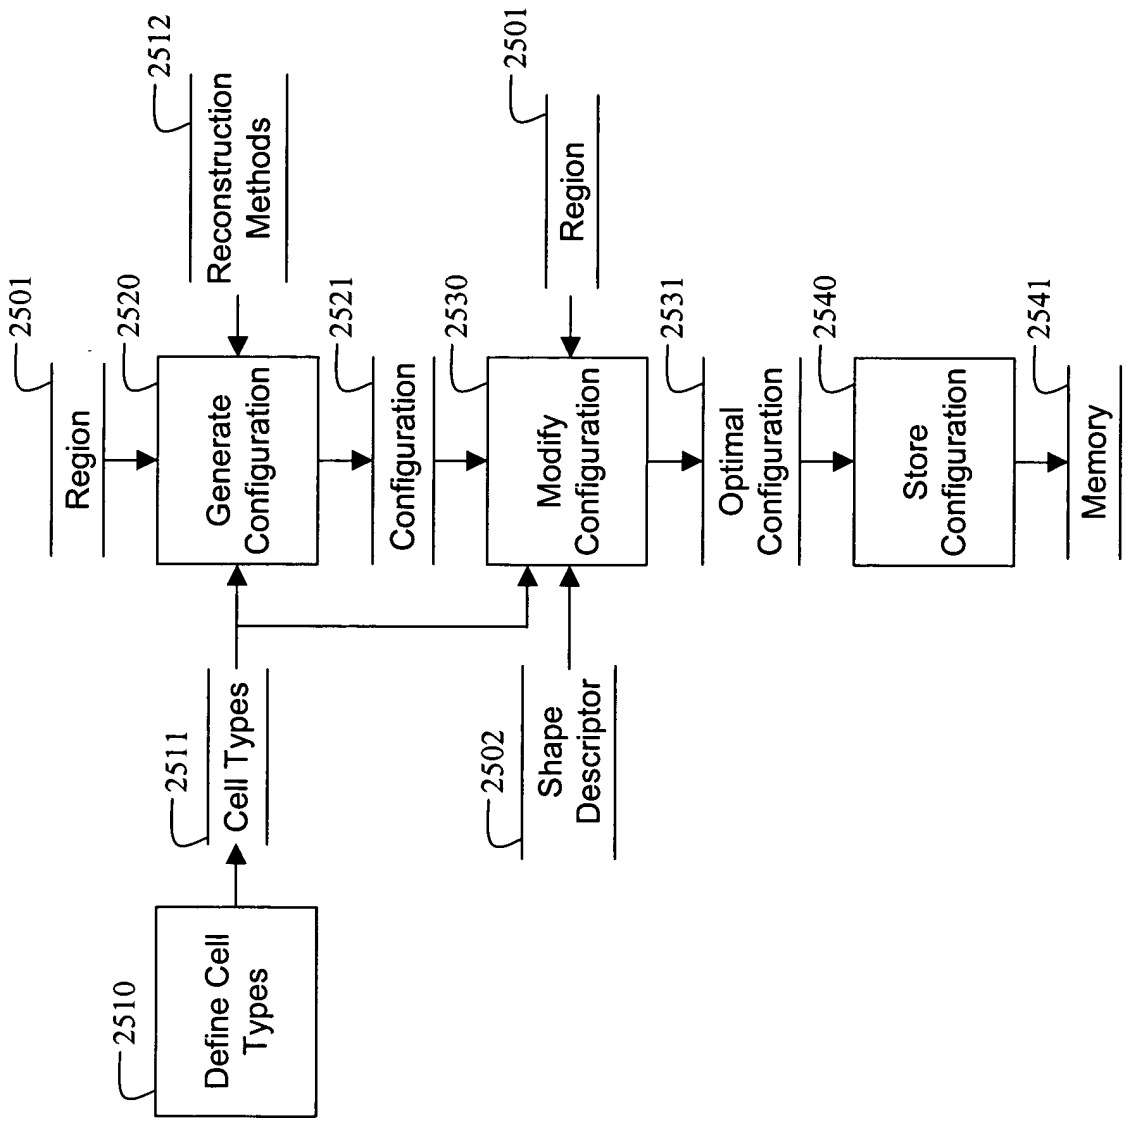 2501
Region
2512
Reconstruction
Methods
2520
Generate
Configuration
2510
Define Cell
Types
2511
Cell Types
2521
Configuration
2501
Region
2530
Modify
Configuration
2502
Shape
Descriptor
2531
Optimal
Configuration
2540
Store
Configuration
2541
Memory